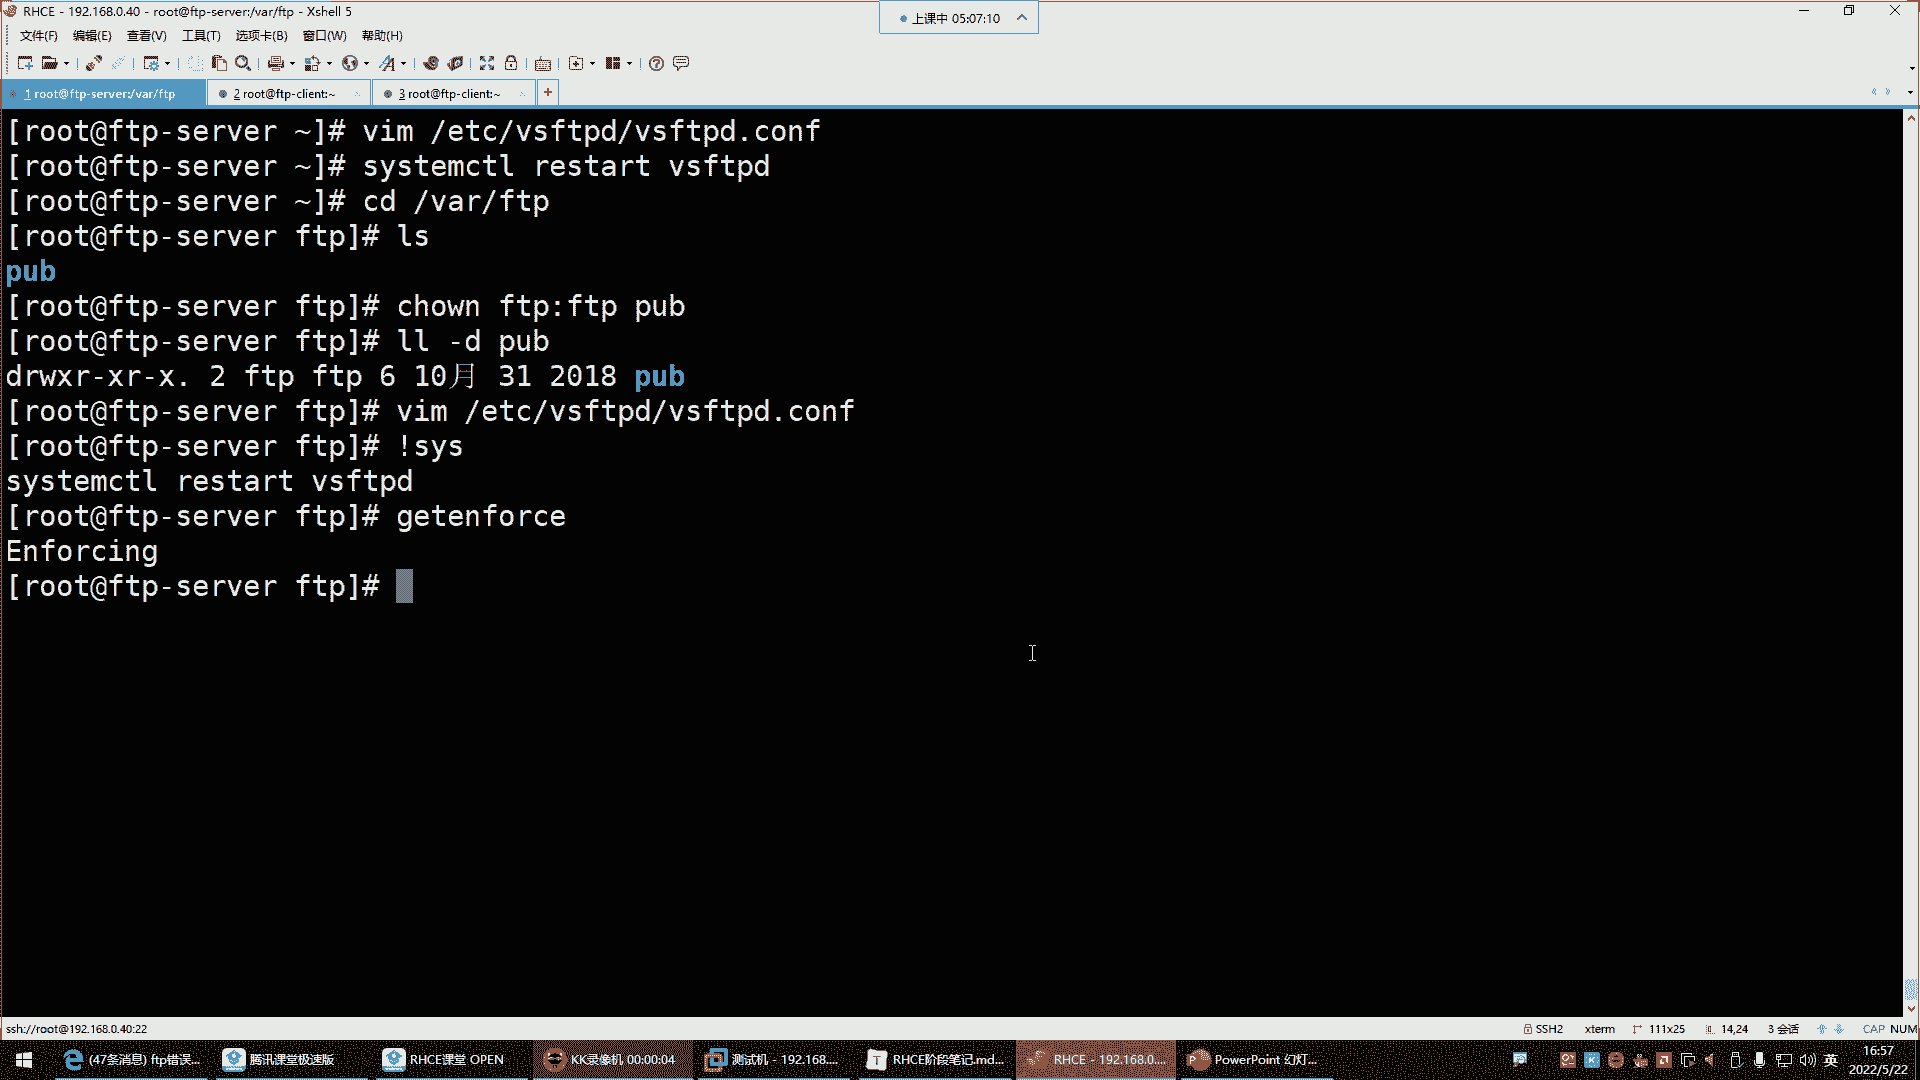 RHCE - 192.168.0.40 - root@ftp-server:/var/ftp - Xshell 5
上课中 05:07:10
文件(F) 编辑(E) 查看(V) 工具(T) 选项卡(B) 窗口(W) 帮助(H)
1 root@ftp-server:/var/ftp
2 root@ftp-client:~
3 root@ftp-client:~
[root@ftp-server ~]# vim /etc/vsftpd/vsftpd.conf
[root@ftp-server ~]# systemctl restart vsftpd
[root@ftp-server ~]# cd /var/ftp
[root@ftp-server ftp]# ls
pub
[root@ftp-server ftp]# chown ftp:ftp pub
[root@ftp-server ftp]# ll -d pub
drwxr-xr-x. 2 ftp ftp 6 10月 31 2018 pub
[root@ftp-server ftp]# vim /etc/vsftpd/vsftpd.conf
[root@ftp-server ftp]# !sys
systemctl restart vsftpd
[root@ftp-server ftp]# getenforce
Enforcing
[root@ftp-server ftp]#
ssh://root@192.168.0.40:22
SSH2 xterm 111x25 14,24 3 会话 CAP NUM
(47条消息) ftp错误...
腾讯课堂极速版
RHCE课堂 OPEN
KK录像机 00:00:04
测试机 - 192.168....
RHCE阶段笔记.md...
RHCE - 192.168.0....
PowerPoint 幻灯...
英
16:57
2022/5/22